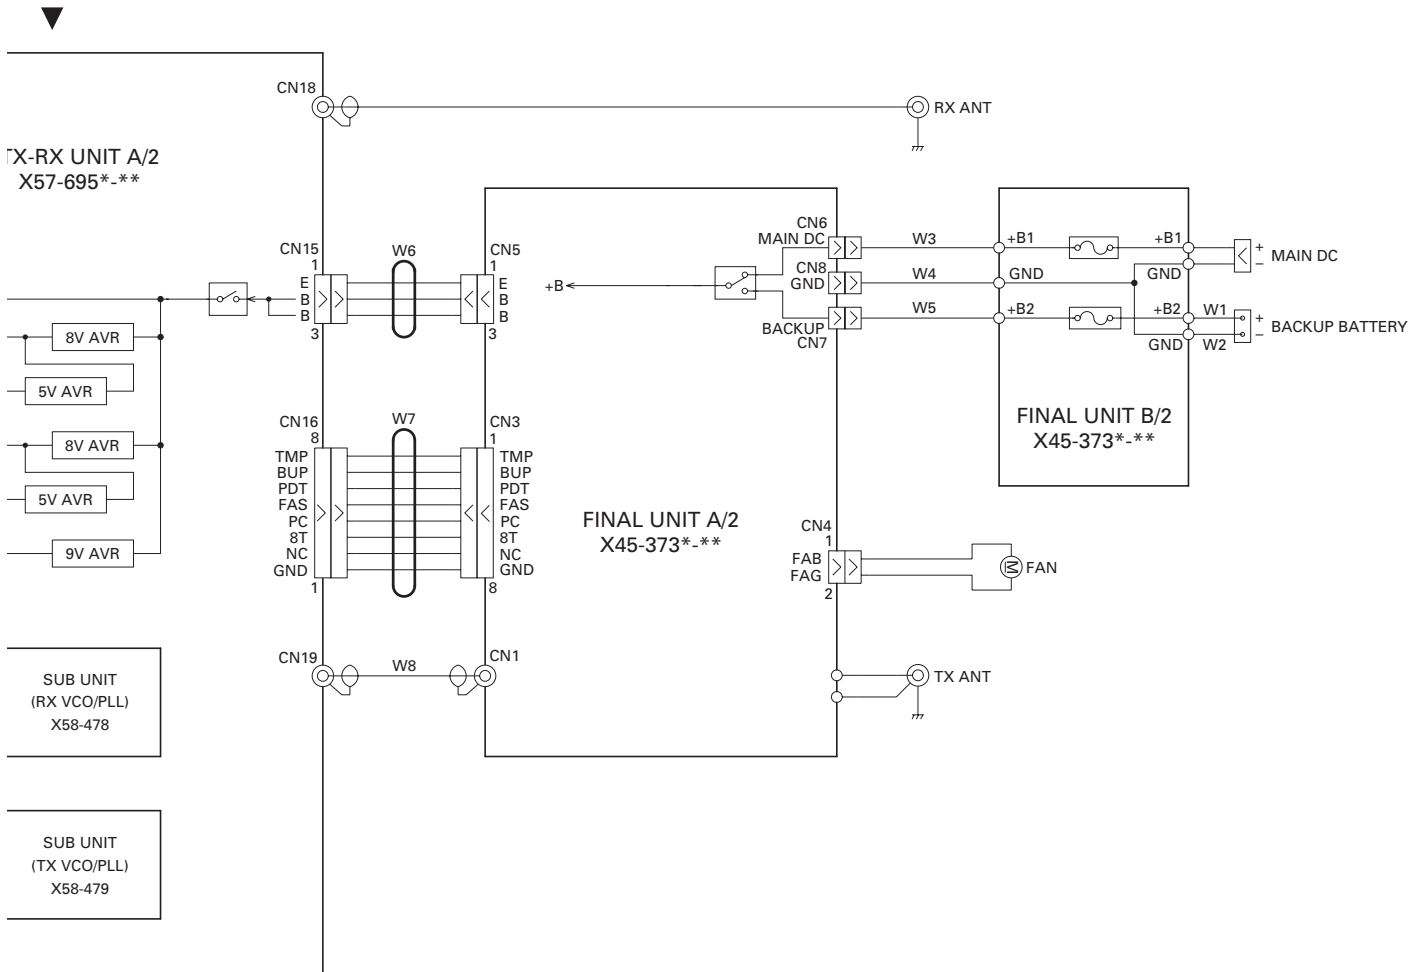 CN18
RX ANT
TX-RX UNIT A/2
X57-695*-**
CN15
1
E
B
B
3
W6
CN5
1
E
B
B
3
+B
CN6
MAIN DC
CN8
GND
BACKUP
CN7
W3
W4
W5
+B1
+B1
GND
GND
+B2
+B2
GND
W1
W2
+
−
MAIN DC
+
−
BACKUP BATTERY
FINAL UNIT B/2
X45-373*-**
8V AVR
5V AVR
8V AVR
5V AVR
9V AVR
CN16
8
TMP
BUP
PDT
FAS
PC
8T
NC
GND
1
W7
CN3
1
TMP
BUP
PDT
FAS
PC
8T
NC
GND
8
FINAL UNIT A/2
X45-373*-**
CN4
1
FAB
FAG
2
M
FAN
CN19
W8
CN1
TX ANT
SUB UNIT
(RX VCO/PLL)
X58-478
SUB UNIT
(TX VCO/PLL)
X58-479